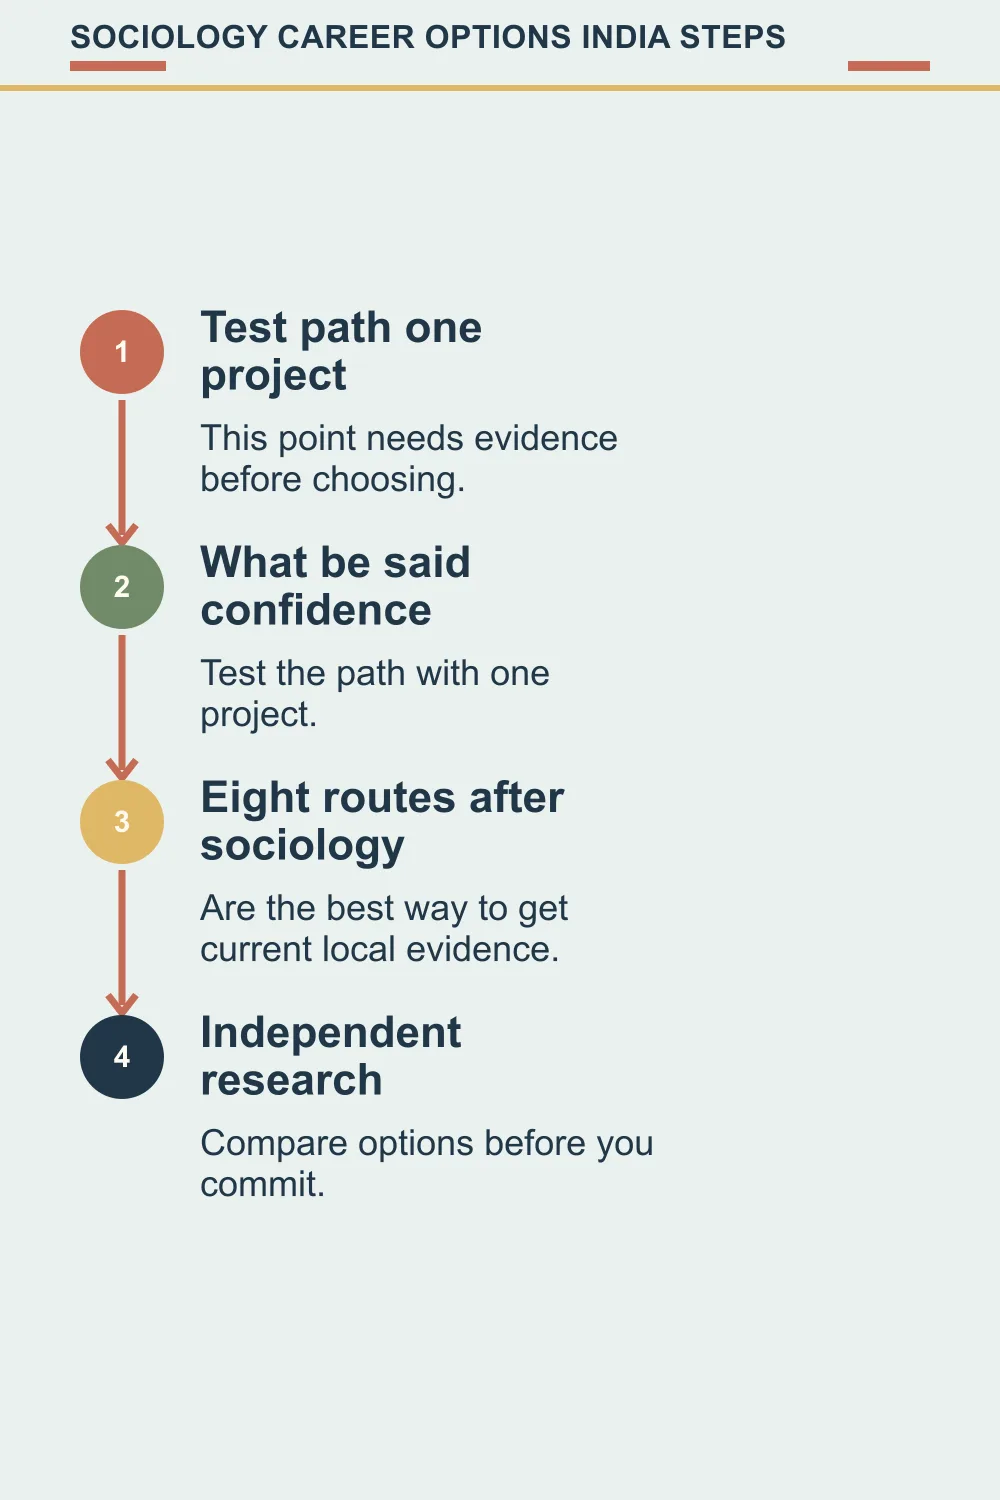 SOCIOLOGY CAREER OPTIONS INDIA STEPS
1
Test path one
project
This point needs evidence
before choosing.
2
What be said
confidence
Test the path with one
project.
3
Eight routes after
sociology
Are the best way to get
current local evidence.
4
Independent
research
Compare options before you
commit.